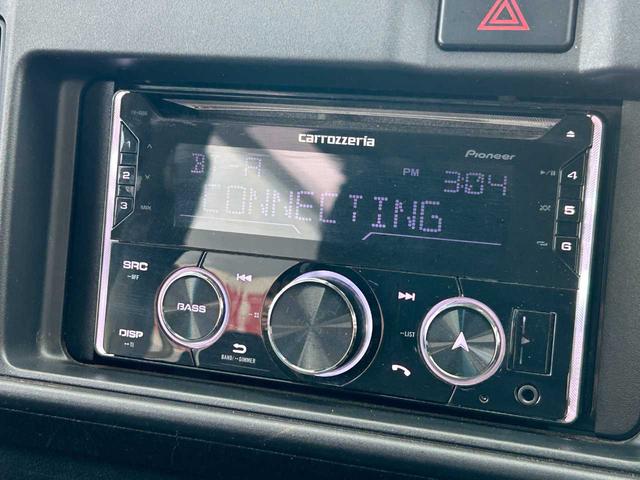 carrozzeria
Pioneer
PM 3:04
CONNECTING
1
2
3
4
5
6
MIX
SRC
OFF
BASS
DISP
BAND/ DIMMER
LIST